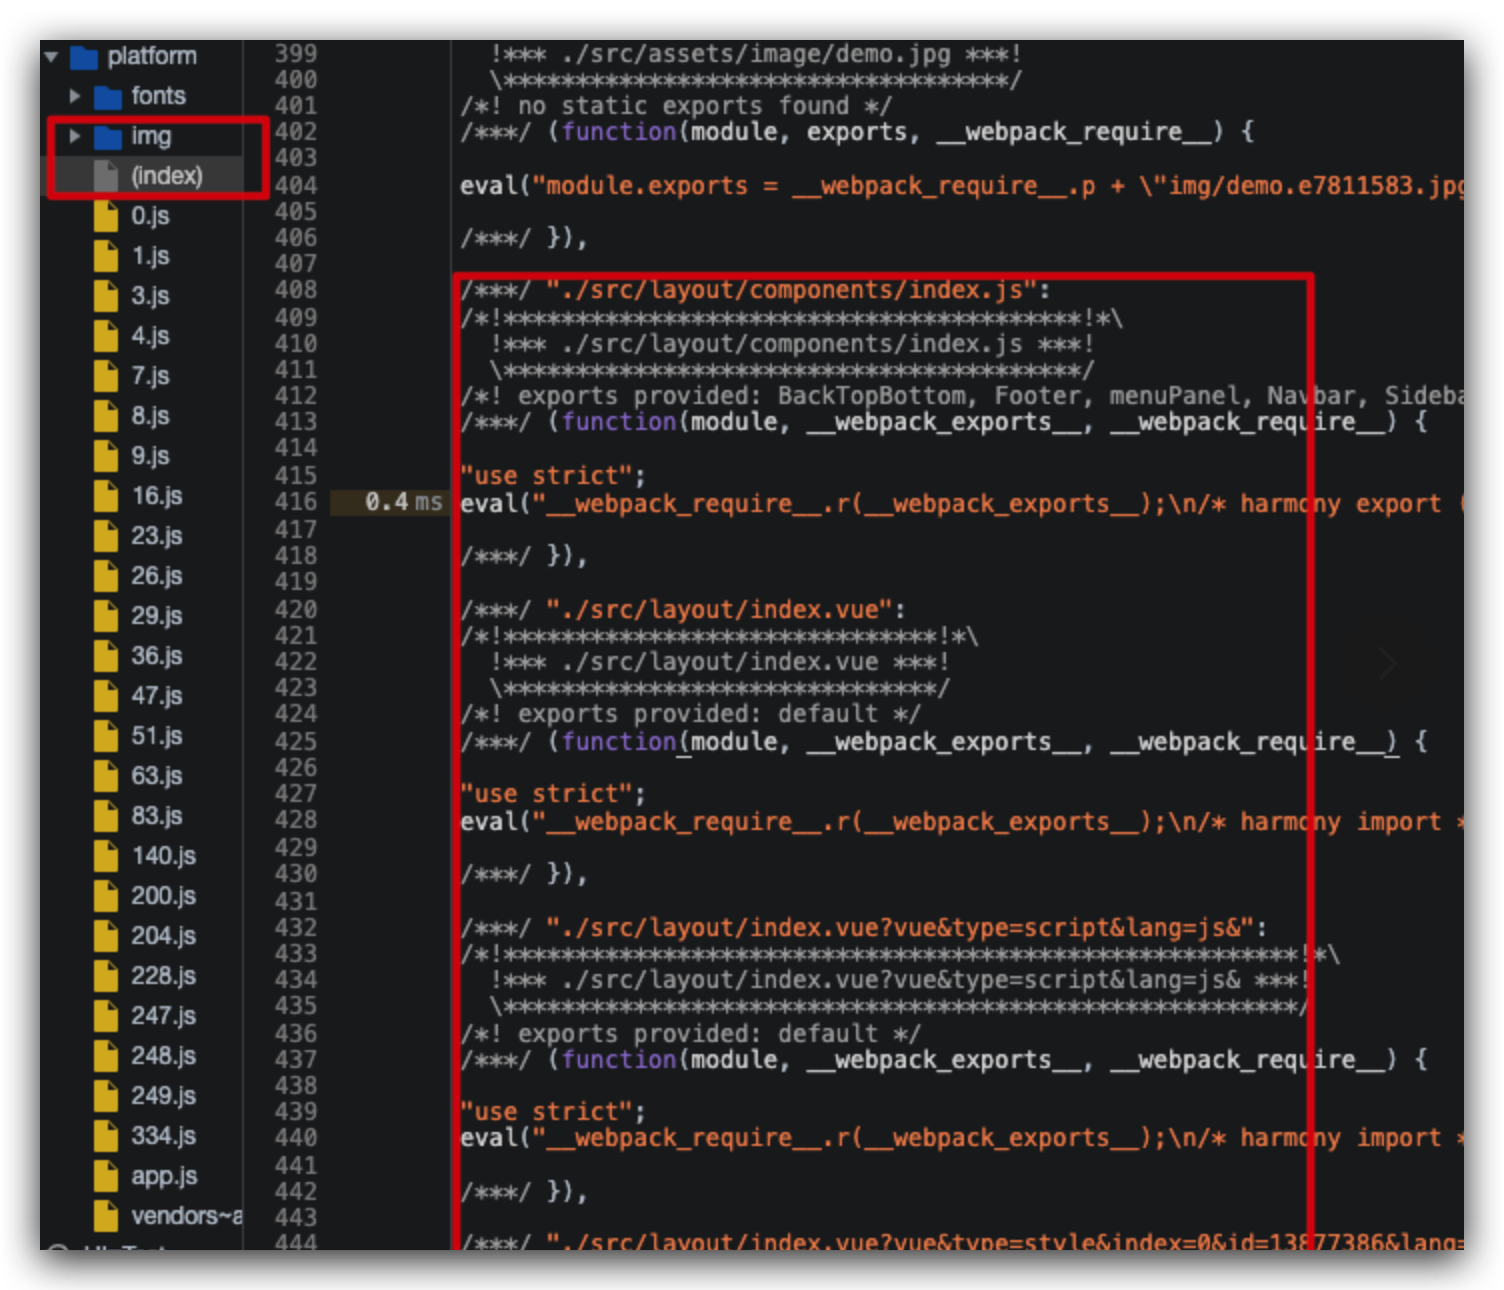 platform
fonts
img
(index)
0.js
1.js
3.js
4.js
7.js
8.js
9.js
16.js
23.js
26.js
29.js
36.js
47.js
51.js
63.js
83.js
140.js
200.js
204.js
228.js
247.js
248.js
249.js
334.js
app.js
vendors~a
399   !*** ./src/assets/image/demo.jpg ***!
400   \***********************************/
401 /*! no static exports found */
402 /***/ (function(module, exports, __webpack_require__) {
403
404 eval("module.exports = __webpack_require__.p + \"img/demo.e7811583.jpg
405
406 /***/ }),
407
408 /***/ "./src/layout/components/index.js":
409 /*!****************************************!*\
410   !*** ./src/layout/components/index.js ***!
411   \****************************************/
412 /*! exports provided: BackTopBottom, Footer, menuPanel, Navbar, Sideba
413 /***/ (function(module, __webpack_exports__, __webpack_require__) {
414
415 "use strict";
416 0.4 ms eval("__webpack_require__.r(__webpack_exports__);\n/* harmony export (
417
418 /***/ }),
419
420 /***/ "./src/layout/index.vue":
421 /*!******************************!*\
422   !*** ./src/layout/index.vue ***!
423   \******************************/
424 /*! exports provided: default */
425 /***/ (function(module, __webpack_exports__, __webpack_require__) {
426
427 "use strict";
428 eval("__webpack_require__.r(__webpack_exports__);\n/* harmony import *
429
430 /***/ }),
431
432 /***/ "./src/layout/index.vue?vue&type=script&lang=js&":
433 /*!*******************************************************!*\
434   !*** ./src/layout/index.vue?vue&type=script&lang=js& ***!
435   \*******************************************************/
436 /*! exports provided: default */
437 /***/ (function(module, __webpack_exports__, __webpack_require__) {
438
439 "use strict";
440 eval("__webpack_require__.r(__webpack_exports__);\n/* harmony import *
441
442 /***/ }),
443
444 /***/ "./src/layout/index.vue?vue&type=style&index=0&id=13877386&lang=